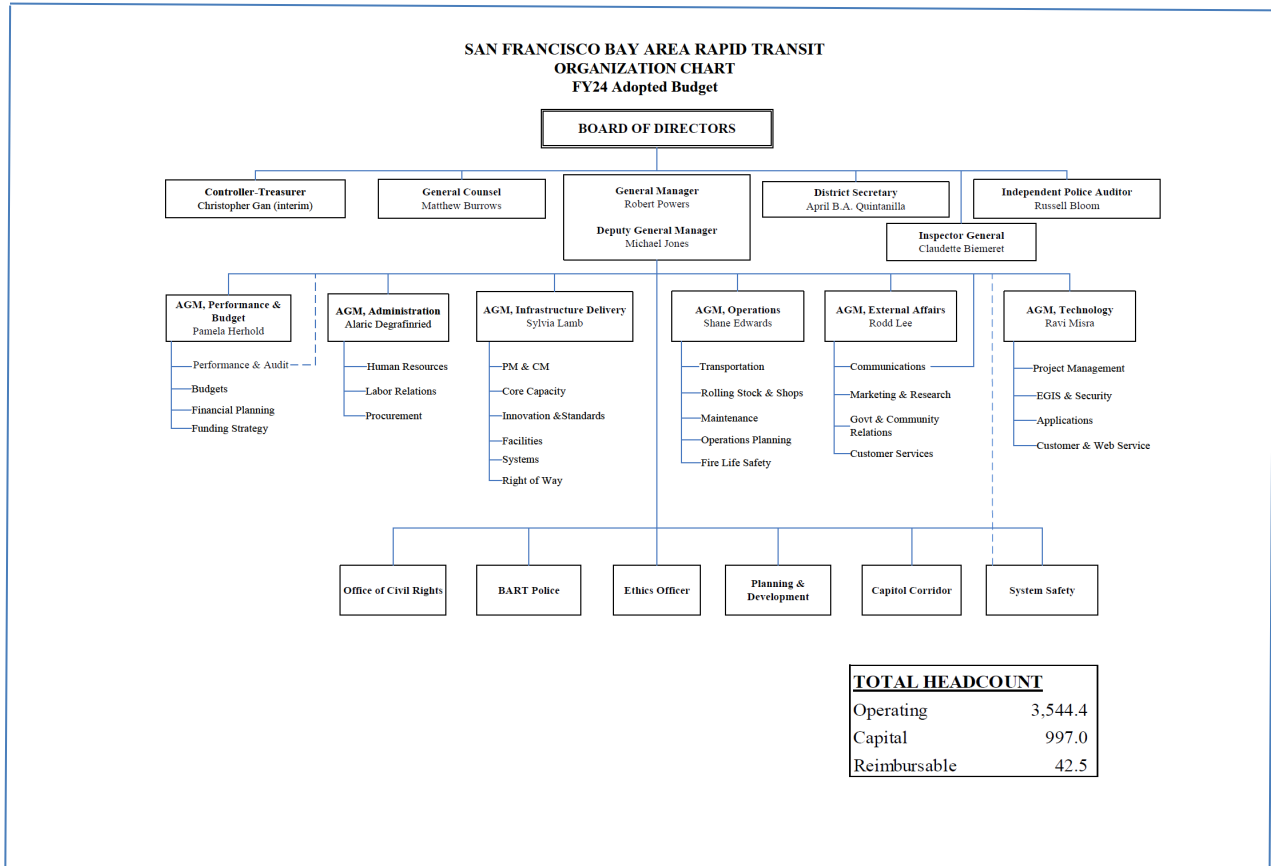 SAN FRANCISCO BAY AREA RAPID TRANSIT
ORGANIZATION CHART
FY24 Adopted Budget
BOARD OF DIRECTORS
Controller-Treasurer
Christopher Gan (interim)
General Counsel
Matthew Burrows
General Manager
Robert Powers
Deputy General Manager
Michael Jones
District Secretary
April B.A. Quintanilla
Independent Police Auditor
Russell Bloom
Inspector General
Claudette Biemeret
AGM, Performance &
Budget
Pamela Herhold
Performance & Audit
Budgets
Financial Planning
Funding Strategy
AGM, Administration
Alaric Degrafinried
Human Resources
Labor Relations
Procurement
AGM, Infrastructure Delivery
Sylvia Lamb
PM & CM
Core Capacity
Innovation &Standards
Facilities
Systems
Right of Way
AGM, Operations
Shane Edwards
Transportation
Rolling Stock & Shops
Maintenance
Operations Planning
Fire Life Safety
AGM, External Affairs
Rodd Lee
Communications
Marketing & Research
Govt & Community
Relations
Customer Services
AGM, Technology
Ravi Misra
Project Management
EGIS & Security
Applications
Customer & Web Service
Office of Civil Rights
BART Police
Ethics Officer
Planning &
Development
Capitol Corridor
System Safety
TOTAL HEADCOUNT
Operating 3,544.4
Capital 997.0
Reimbursable 42.5